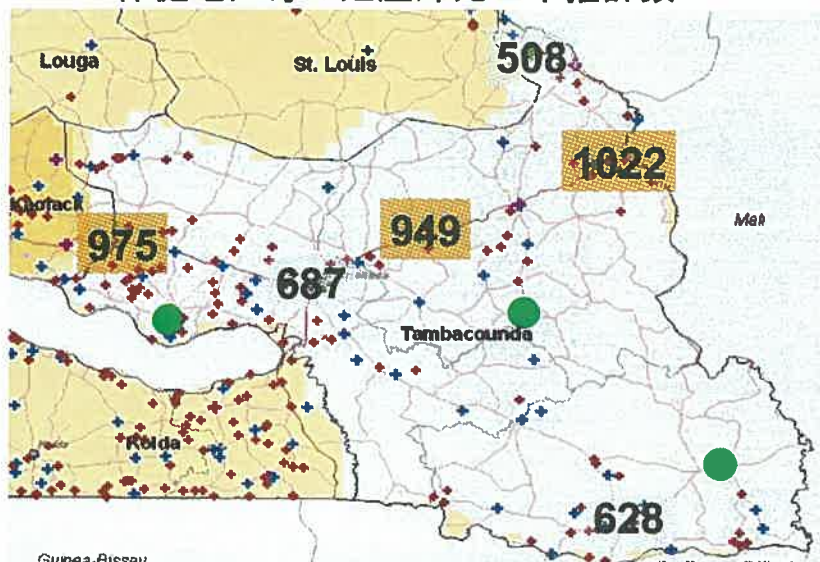 Louga
St. Louis
508
1022
Mali
975
949
687
Tambacounda
Kolda
628
Guinea-Bissau